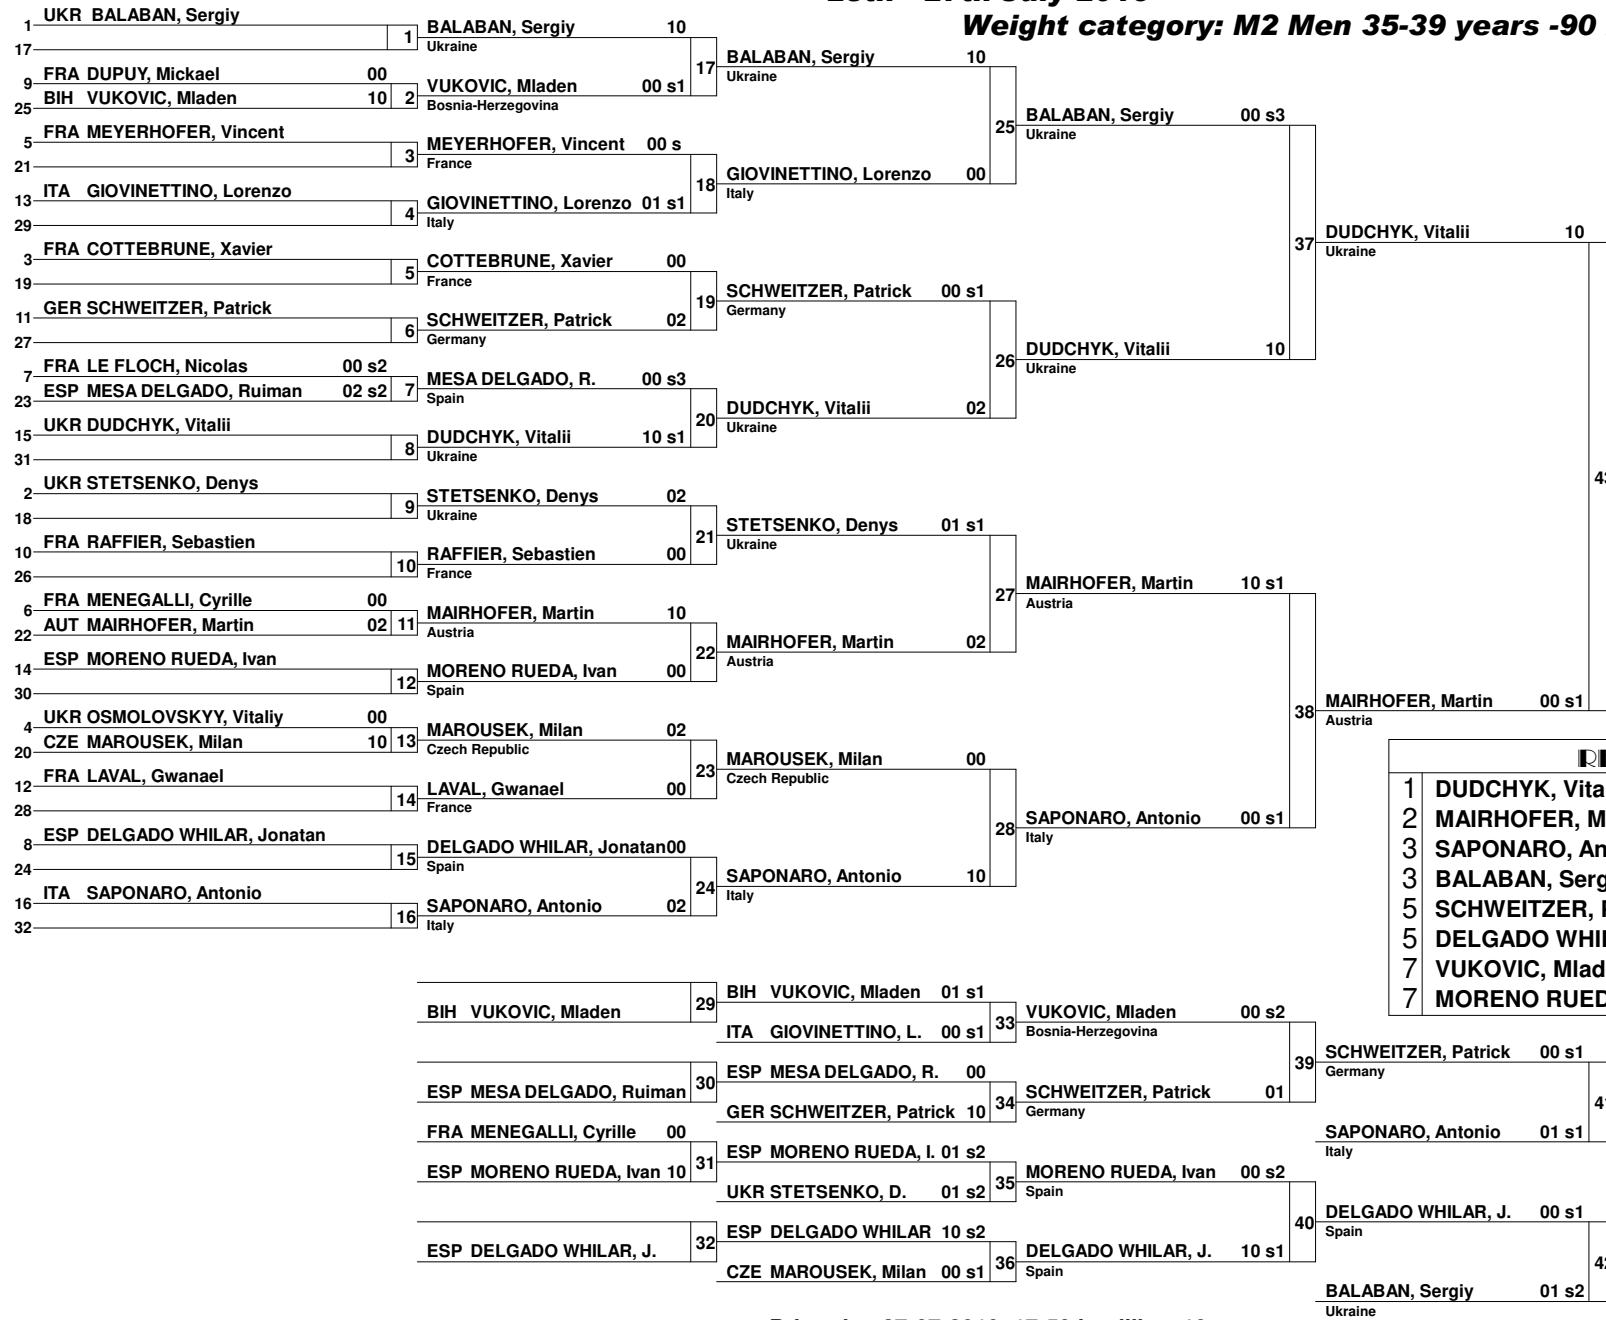 Weight category: M2 Men 35-39 years -90
1 UKR BALABAN, Sergiy
17
1
BALABAN, Sergiy 10
Ukraine
9 FRA DUPUY, Mickael 00
25 BIH VUKOVIC, Mladen 10
2
VUKOVIC, Mladen 00 s1
Bosnia-Herzegovina
17
BALABAN, Sergiy 10
Ukraine
5 FRA MEYERHOFER, Vincent
21
3
MEYERHOFER, Vincent 00 s
France
13 ITA GIOVINETTINO, Lorenzo
29
4
GIOVINETTINO, Lorenzo 01 s1
Italy
18
GIOVINETTINO, Lorenzo 00
Italy
25
BALABAN, Sergiy 00 s3
Ukraine
3 FRA COTTEBRUNE, Xavier
19
5
COTTEBRUNE, Xavier 00
France
11 GER SCHWEITZER, Patrick
27
6
SCHWEITZER, Patrick 02
Germany
19
SCHWEITZER, Patrick 00 s1
Germany
7 FRA LE FLOCH, Nicolas 00 s2
23 ESP MESA DELGADO, Ruiman 02 s2
7
MESA DELGADO, R. 00 s3
Spain
15 UKR DUDCHYK, Vitalii
31
8
DUDCHYK, Vitalii 10 s1
Ukraine
20
DUDCHYK, Vitalii 02
Ukraine
26
DUDCHYK, Vitalii 10
Ukraine
37
DUDCHYK, Vitalii 10
Ukraine
2 UKR STETSENKO, Denys
18
9
STETSENKO, Denys 02
Ukraine
10 FRA RAFFIER, Sebastien
26
10
RAFFIER, Sebastien 00
France
21
STETSENKO, Denys 01 s1
Ukraine
6 FRA MENEGALLI, Cyrille 00
22 AUT MAIRHOFER, Martin 02
11
MAIRHOFER, Martin 10
Austria
14 ESP MORENO RUEDA, Ivan
30
12
MORENO RUEDA, Ivan 00
Spain
22
MAIRHOFER, Martin 02
Austria
27
MAIRHOFER, Martin 10 s1
Austria
4 UKR OSMOLOVSKYY, Vitaliy 00
20 CZE MAROUSEK, Milan 10
13
MAROUSEK, Milan 02
Czech Republic
12 FRA LAVAL, Gwanael
28
14
LAVAL, Gwanael 00
France
23
MAROUSEK, Milan 00
Czech Republic
8 ESP DELGADO WHILAR, Jonatan
24
15
DELGADO WHILAR, Jonatan00
Spain
16 ITA SAPONARO, Antonio
32
16
SAPONARO, Antonio 02
Italy
24
SAPONARO, Antonio 10
Italy
28
SAPONARO, Antonio 00 s1
Italy
38
MAIRHOFER, Martin 00 s1
Austria
1 DUDCHYK,
2 MAIRHOFER,
3 SAPONARO,
3 BALABAN,
5 SCHWEITZER,
5 DELGADO
7 VUKOVIC,
7 MORENO
BIH VUKOVIC, Mladen
29
BIH VUKOVIC, Mladen 01 s1
ITA GIOVINETTINO, L. 00 s1
33
VUKOVIC, Mladen 00 s2
Bosnia-Herzegovina
ESP MESA DELGADO, Ruiman
30
ESP MESA DELGADO, R. 00
GER SCHWEITZER, Patrick 10
34
SCHWEITZER, Patrick 01
Germany
39
SCHWEITZER, Patrick 00 s1
Germany
SAPONARO, Antonio 01 s1
Italy
FRA MENEGALLI, Cyrille 00
ESP MORENO RUEDA, Ivan 10
31
ESP MORENO RUEDA, I. 01 s2
UKR STETSENKO, D. 01 s2
35
MORENO RUEDA, Ivan 00 s2
Spain
ESP DELGADO WHILAR, J.
32
ESP DELGADO WHILAR 10 s2
CZE MAROUSEK, Milan 00 s1
36
DELGADO WHILAR, J. 10 s1
Spain
40
DELGADO WHILAR, J. 00 s1
Spain
BALABAN, Sergiy 01 s2
Ukraine